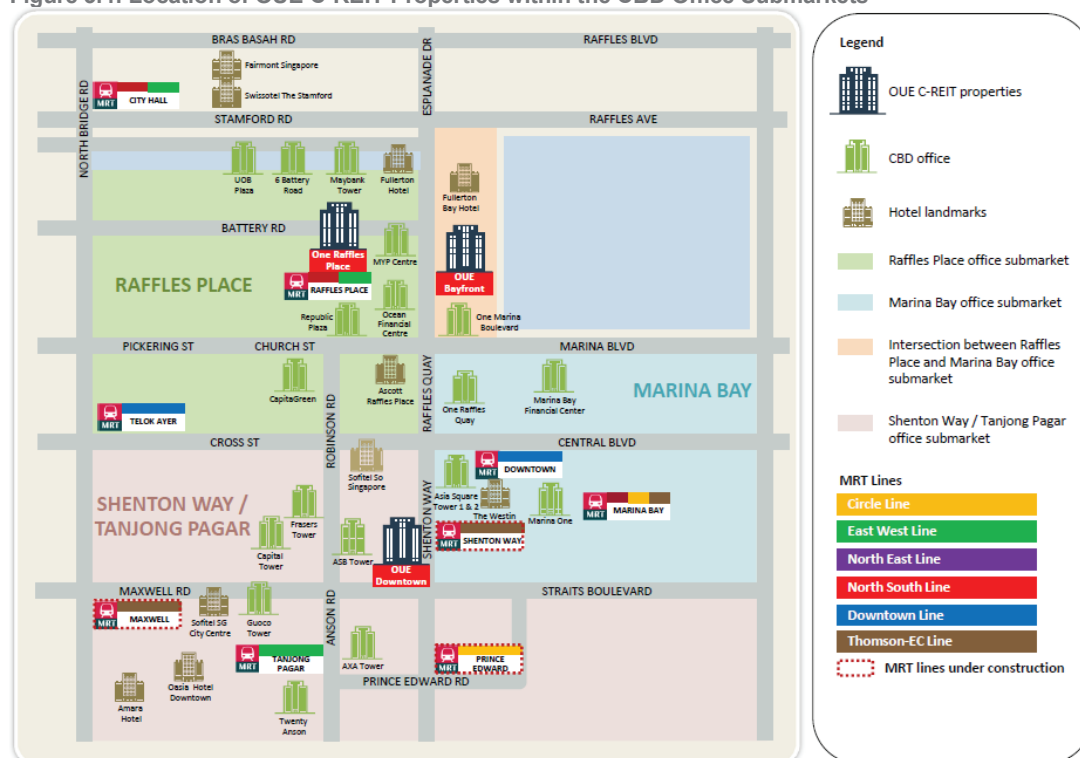 BRAS BASAH RD
RAFFLES BLVD
NORTH BRIDGE RD
ESPLANADE DR
Fairmont Singapore
Swissotel The Stamford
MRT
CITY HALL
STAMFORD RD
RAFFLES AVE
UOB
Plaza
6 Battery
Road
Maybank
Tower
Fullerton
Hotel
Fullerton
Bay Hotel
BATTERY RD
One Raffles
Place
MYP Centre
OUE
Bayfront
RAFFLES PLACE
MRT
RAFFLES PLACE
Republic
Plaza
Ocean
Financial
Centre
One Marina
Boulevard
PICKERING ST
CHURCH ST
MARINA BLVD
CapitaGreen
ROBINSON RD
Ascott
Raffles Place
RAFFLES QUAY
One Raffles
Quay
Marina Bay
Financial Center
MARINA BAY
MRT
TELOK AYER
CROSS ST
CENTRAL BLVD
Sofitel So
Singapore
SHENTON WAY
MRT
DOWNTOWN
Asia Square
Tower 1 & 2
The Westin
Marina One
MRT
MARINA BAY
SHENTON WAY /
TANJONG PAGAR
Frasers
Tower
Capital
Tower
ASB Tower
OUE
Downtown
MRT
SHENTON WAY
MAXWELL RD
STRAITS BOULEVARD
MRT
MAXWELL
Sofitel SG
City Centre
Guoco
Tower
ANSON RD
MRT
TANJONG
PAGAR
AXA Tower
MRT
PRINCE
EDWARD
PRINCE EDWARD RD
Oasia Hotel
Downtown
Amara
Hotel
Twenty
Anson
Legend
OUE C-REIT properties
CBD office
Hotel landmarks
Raffles Place office submarket
Marina Bay office submarket
Intersection between Raffles
Place and Marina Bay office
submarket
Shenton Way / Tanjong Pagar
office submarket
MRT Lines
Circle Line
East West Line
North East Line
North South Line
Downtown Line
Thomson-EC Line
MRT lines under construction